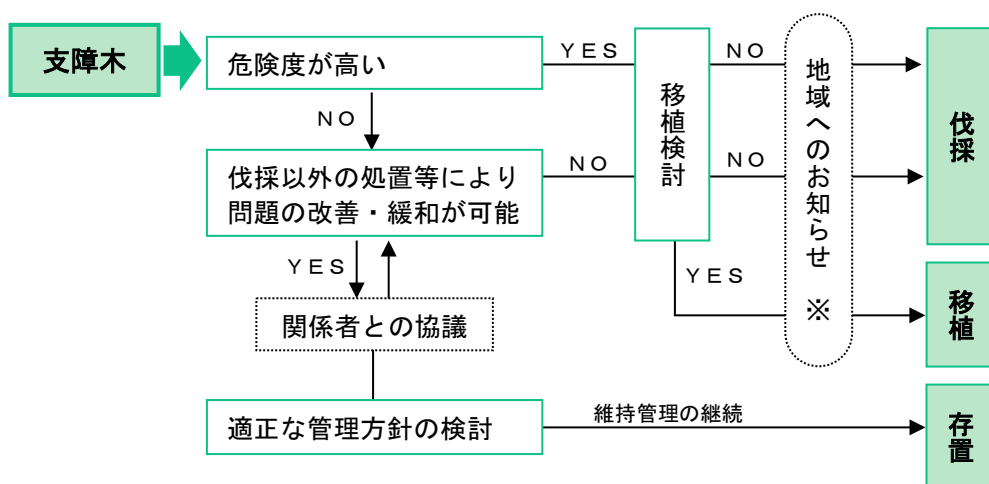 支障木
危険度が高い
ＹＥＳ
ＮＯ
移植検討
ＮＯ
地域へのお知らせ ※
伐採
伐採以外の処置等により
問題の改善・緩和が可能
ＮＯ
ＮＯ
ＹＥＳ
ＹＥＳ
関係者との協議
移植
適正な管理方針の検討
維持管理の継続
存置